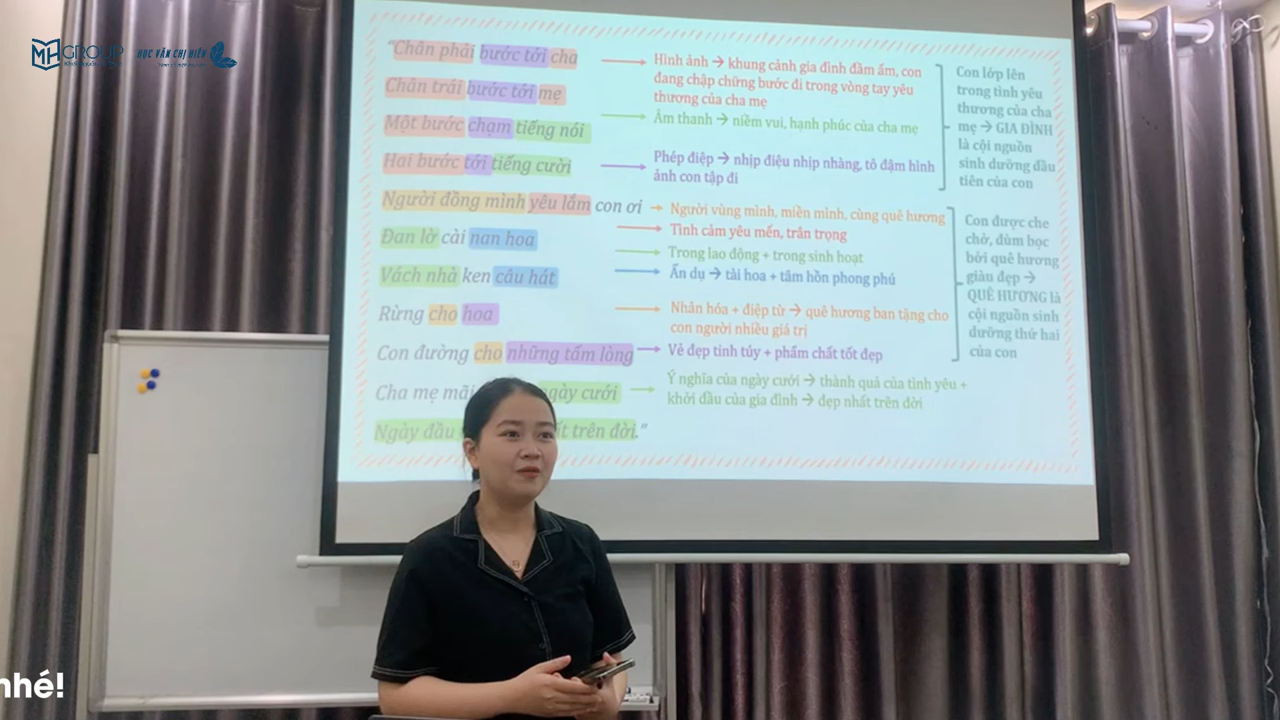 MH GROUP
HỌC VĂN CHỊ HIÊN
"Chân phải bước tới cha
Chân trái bước tới mẹ
Một bước chạm tiếng nói
Hai bước tới tiếng cười
Người đồng mình yêu lắm con ơi
Đan lờ cài nan hoa
Vách nhà ken câu hát
Rừng cho hoa
Con đường cho những tấm lòng
Cha mẹ mãi
ngày cưới
Ngày đầu
trên đời."
Hình ảnh → khung cảnh gia đình đầm ấm, con
đang chập chững bước đi trong vòng tay yêu
thương của cha mẹ
Âm thanh → niềm vui, hạnh phúc của cha mẹ
Phép điệp → nhịp điệu nhịp nhàng, tô đậm hình
ảnh con tập đi
Người vùng mình, miền mình, cùng quê hương
Tình cảm yêu mến, trân trọng
Trong lao động + trong sinh hoạt
Ẩn dụ → tài hoa + tâm hồn phong phú
Nhân hóa + điệp từ → quê hương ban tặng cho
con người nhiều giá trị
Vẻ đẹp tinh túy + phẩm chất tốt đẹp
Ý nghĩa của ngày cưới → thành quả của tình yêu +
khởi đầu của gia đình → đẹp nhất trên đời
Con lớp lên
trong tình yêu
thương của cha
mẹ → GIA ĐÌNH
là cội nguồn
sinh dưỡng đầu
tiên của con
Con được che
chở, đùm bọc
bởi quê hương
giàu đẹp →
QUÊ HƯƠNG là
cội nguồn sinh
dưỡng thứ hai
của con
nhé!